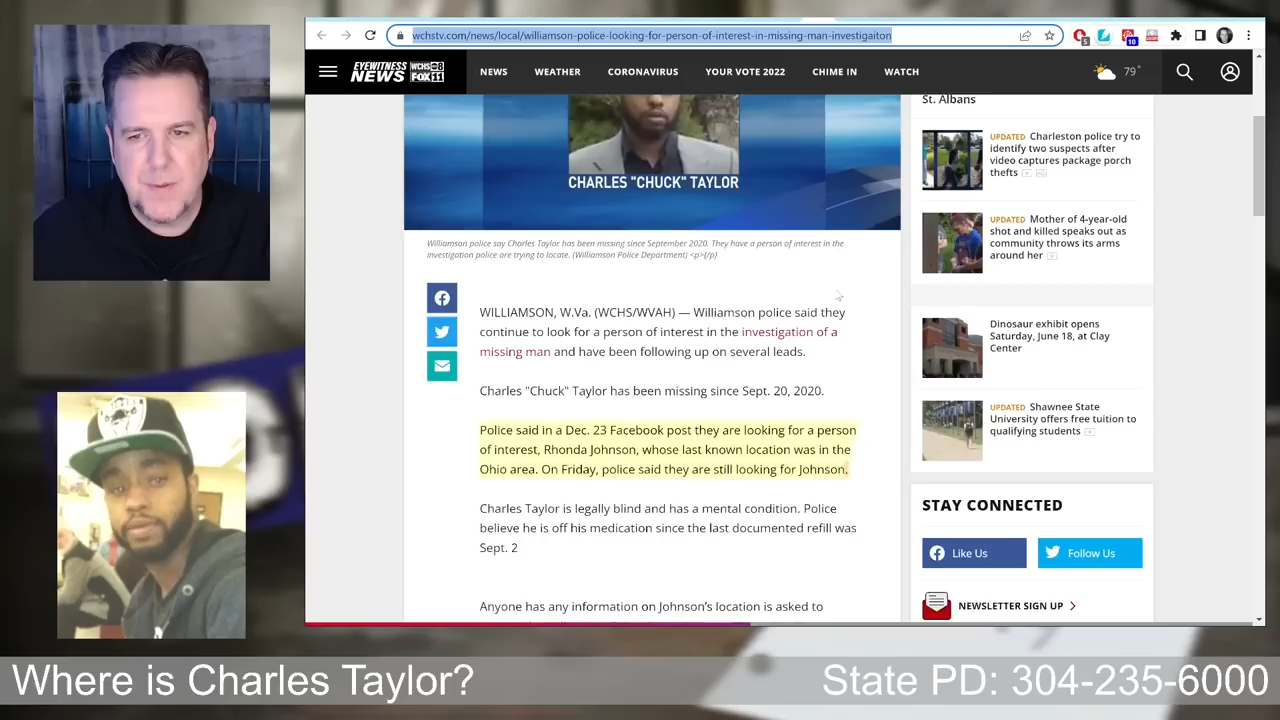 wchstv.com/news/local/williamson-police-looking-for-person-of-interest-in-missing-man-investigaiton
5
10
EYEWITNESS
NEWS
WCHS 8
FOX 11
NEWS
WEATHER
CORONAVIRUS
YOUR VOTE 2022
CHIME IN
WATCH
79°
CHARLES "CHUCK" TAYLOR
Williamson police say Charles Taylor has been missing since September 2020. They have a person of interest in the
investigation police are trying to locate. (Williamson Police Department) <p>{/p}
WILLIAMSON, W.Va. (WCHS/WVAH) — Williamson police said they
continue to look for a person of interest in the investigation of a
missing man and have been following up on several leads.
Charles "Chuck" Taylor has been missing since Sept. 20, 2020.
Police said in a Dec. 23 Facebook post they are looking for a person
of interest, Rhonda Johnson, whose last known location was in the
Ohio area. On Friday, police said they are still looking for Johnson.
Charles Taylor is legally blind and has a mental condition. Police
believe he is off his medication since the last documented refill was
Sept. 2
Anyone has any information on Johnson's location is asked to
St. Albans
UPDATED Charleston police try to
identify two suspects after
video captures package porch
thefts
UPDATED Mother of 4-year-old
shot and killed speaks out as
community throws its arms
around her
Dinosaur exhibit opens
Saturday, June 18, at Clay
Center
UPDATED Shawnee State
University offers free tuition to
qualifying students
STAY CONNECTED
Like Us
Follow Us
NEWSLETTER SIGN UP
Where is Charles Taylor?
State PD: 304-235-6000